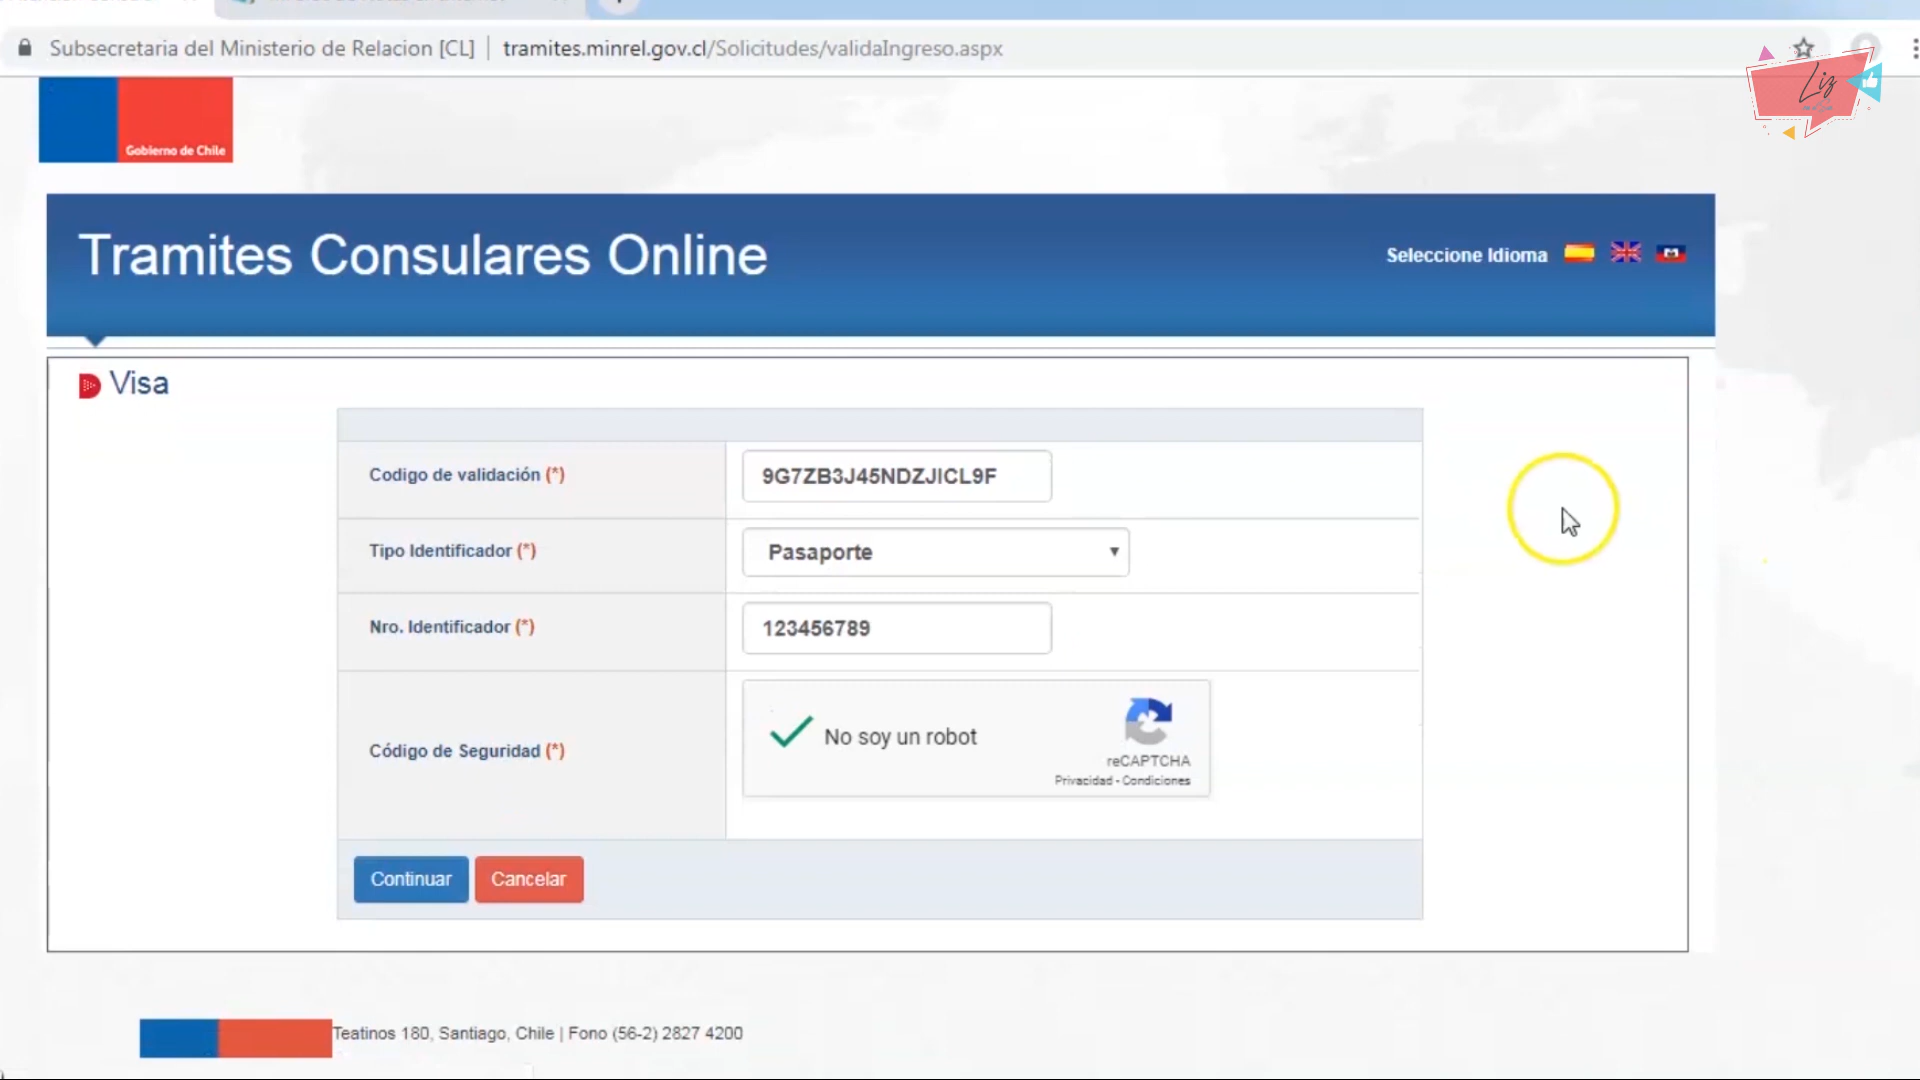 Subsecretaria del Ministerio de Relacion [CL] | tramites.minrel.gov.cl/Solicitudes/validaIngreso.aspx
Liz
Gobierno de Chile
Tramites Consulares Online
Seleccione Idioma
Visa
Codigo de validación (*)
9G7ZB3J45NDZJICL9F
Tipo Identificador (*)
Pasaporte
Nro. Identificador (*)
123456789
Código de Seguridad (*)
No soy un robot
reCAPTCHA
Privacidad - Condiciones
Continuar
Cancelar
Teatinos 180, Santiago, Chile | Fono (56-2) 2827 4200